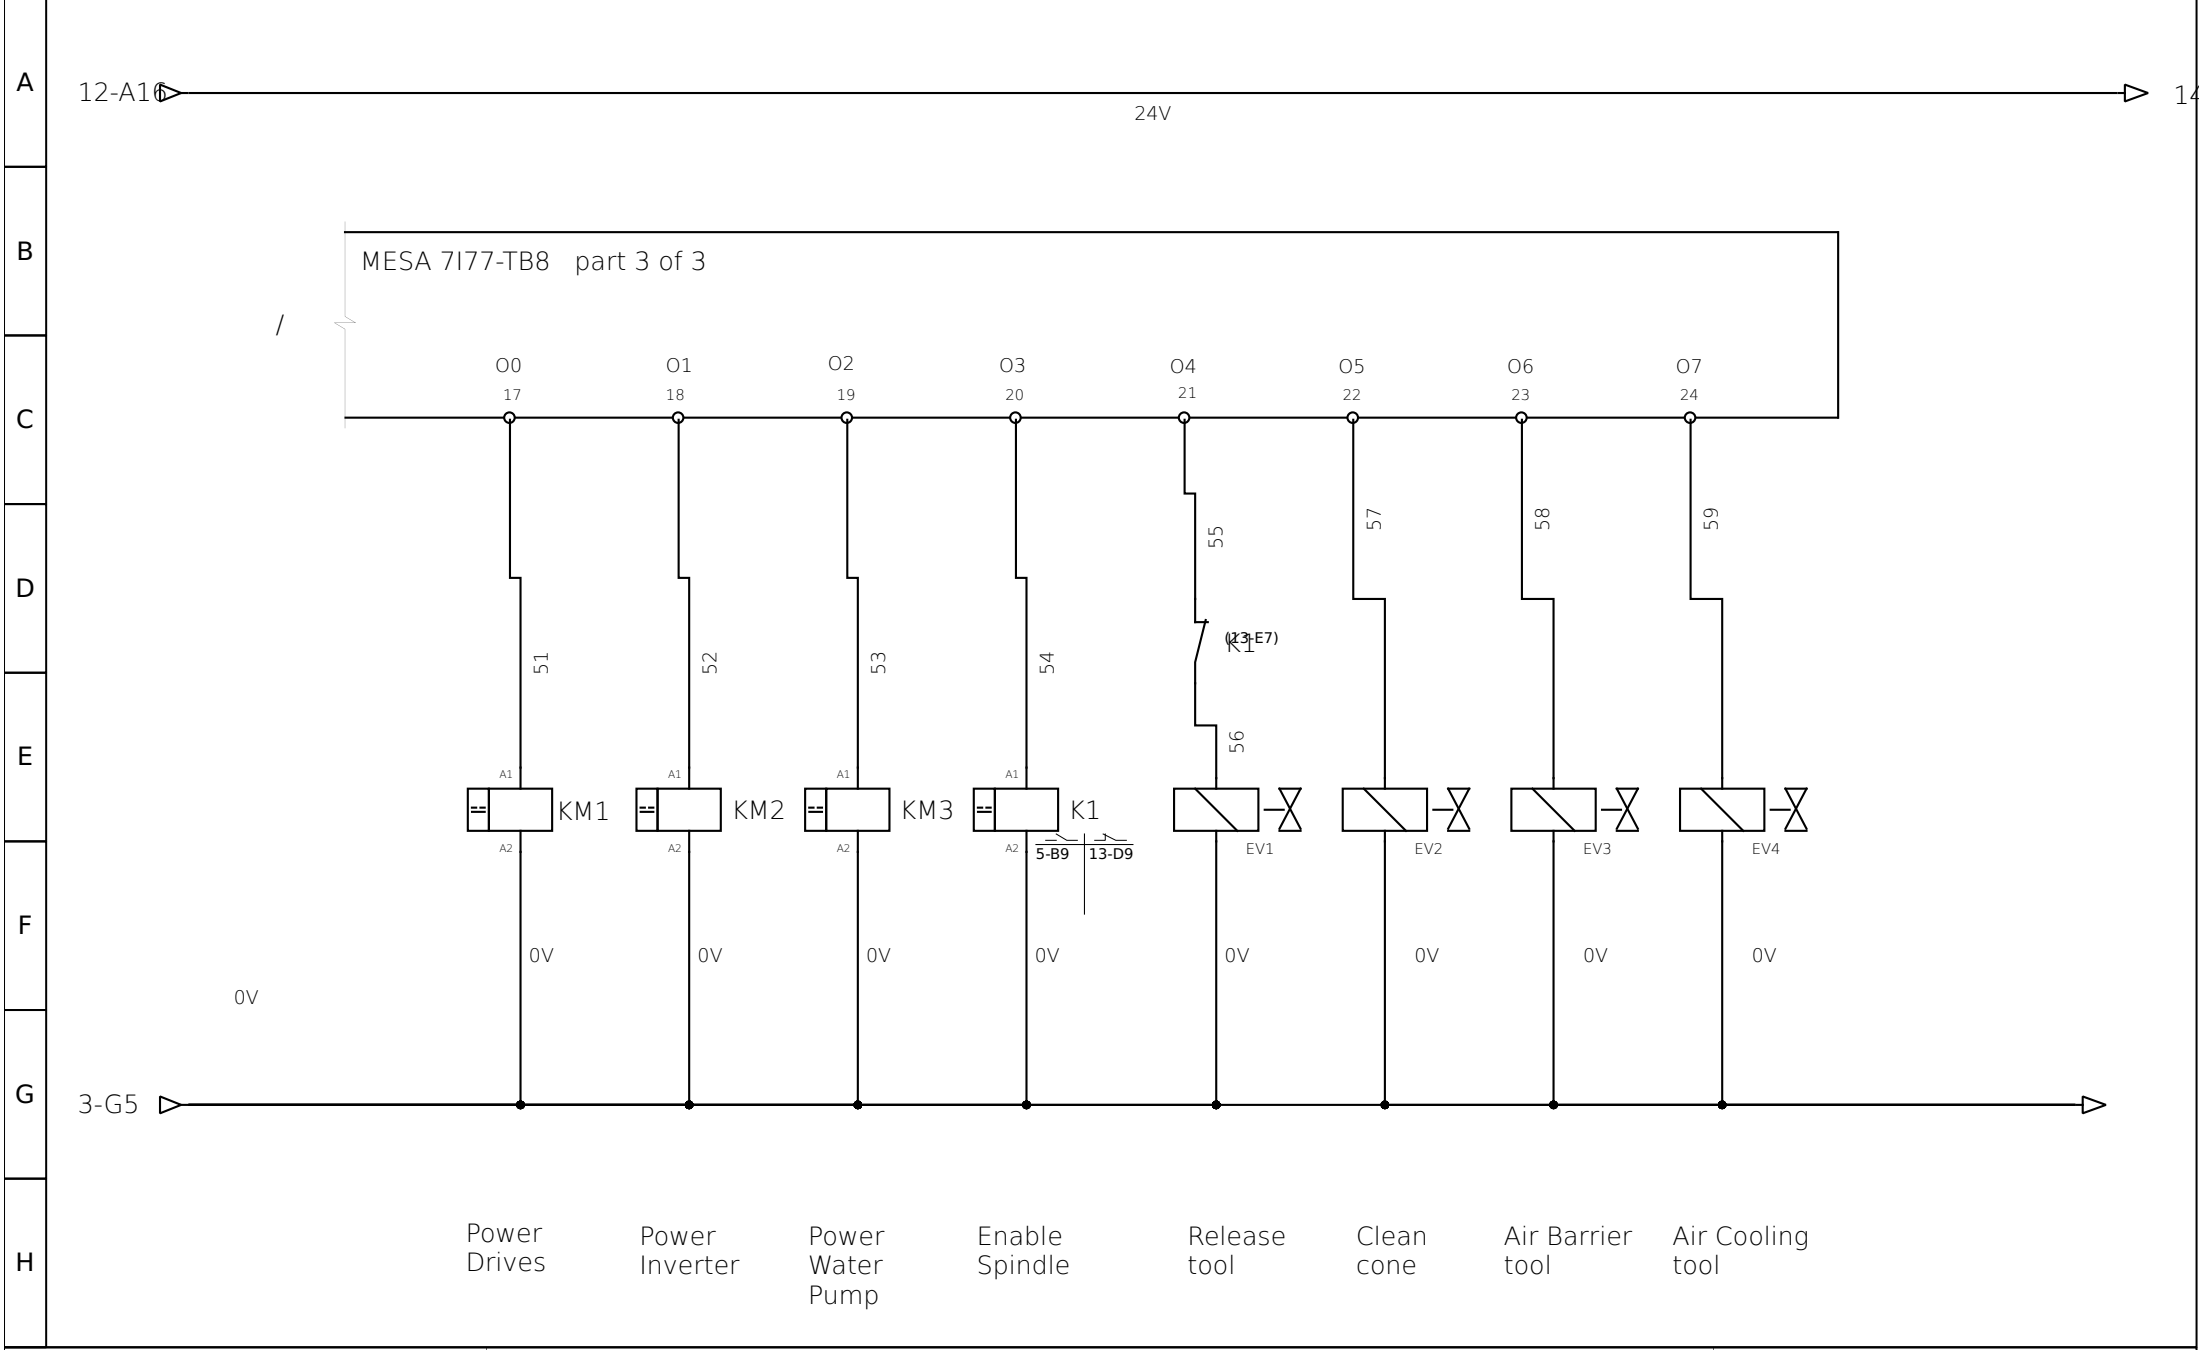 A
12-A16
14
24V
B
MESA 7I77-TB8 part 3 of 3
/
O0 O1 O2 O3 O4 O5 O6 O7
17 18 19 20 21 22 23 24
C
55 57 58 59
D
51 52 53 54
(13-E7)
K1
56
E
A1 A1 A1 A1
KM1 KM2 KM3 K1
A2 A2 A2 A2
5-B9 13-D9
EV1 EV2 EV3 EV4
F
0V 0V 0V 0V 0V 0V 0V 0V
0V
G
3-G5
H
Power
Drives
Power
Inverter
Power
Water
Pump
Enable
Spindle
Release
tool
Clean
cone
Air Barrier
tool
Air Cooling
tool